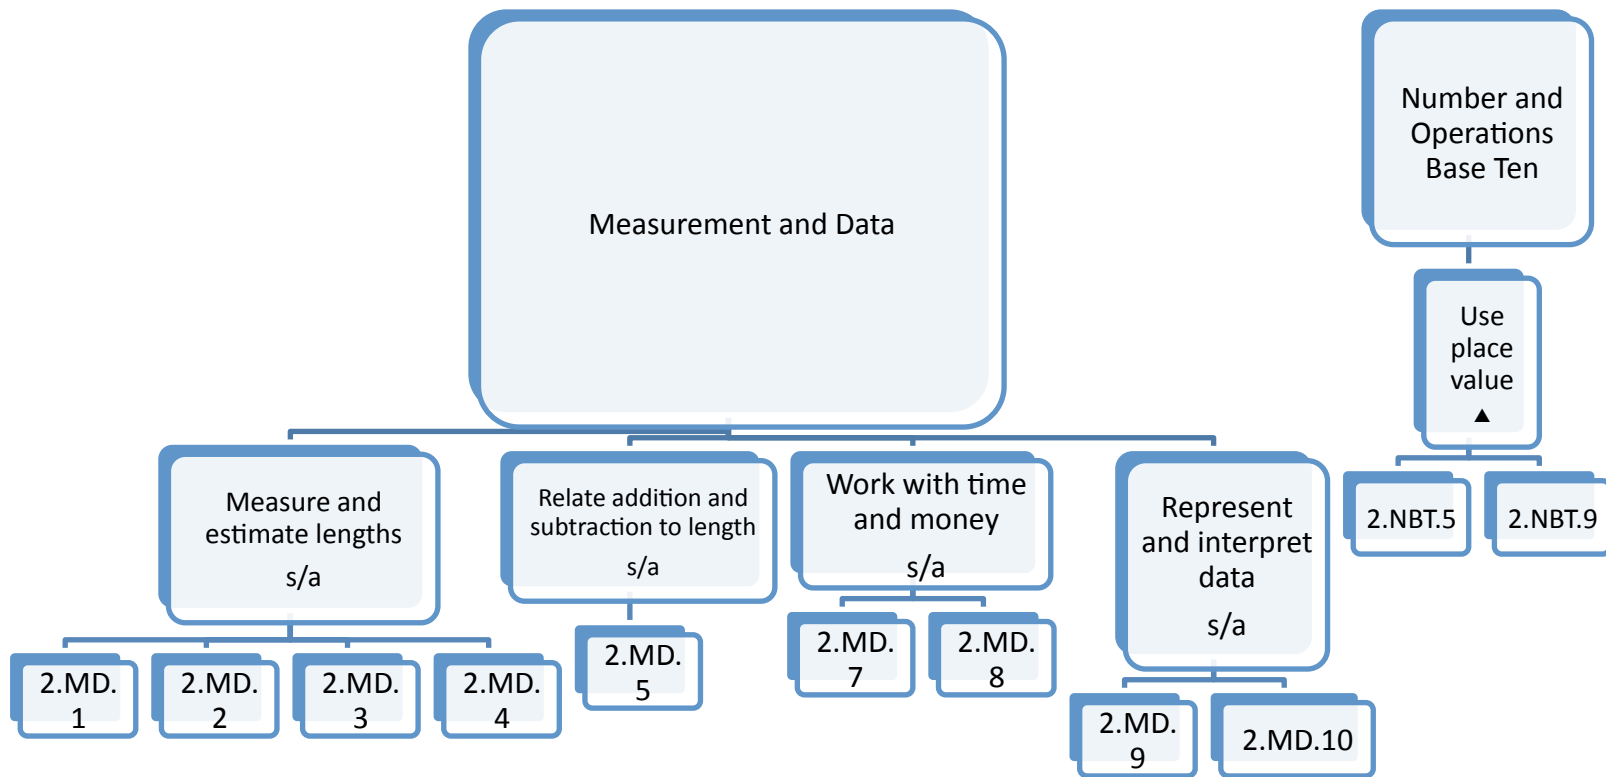 Measurement and Data
Number and
Operations
Base Ten
Use
place
value
▲
Measure and
estimate lengths
s/a
Relate addition and
subtraction to length
s/a
Work with time
and money
s/a
Represent
and interpret
data
s/a
2.NBT.5
2.NBT.9
2.MD.
1
2.MD.
2
2.MD.
3
2.MD.
4
2.MD.
5
2.MD.
7
2.MD.
8
2.MD.
9
2.MD.10